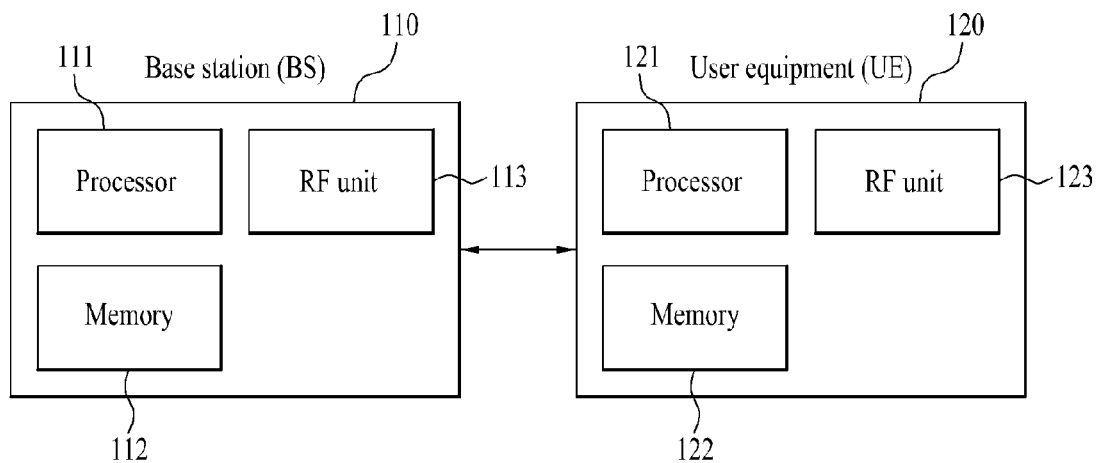 110
120
111
Base station (BS)
121
User equipment (UE)
Processor
RF unit
113
Processor
RF unit
123
Memory
Memory
112
122